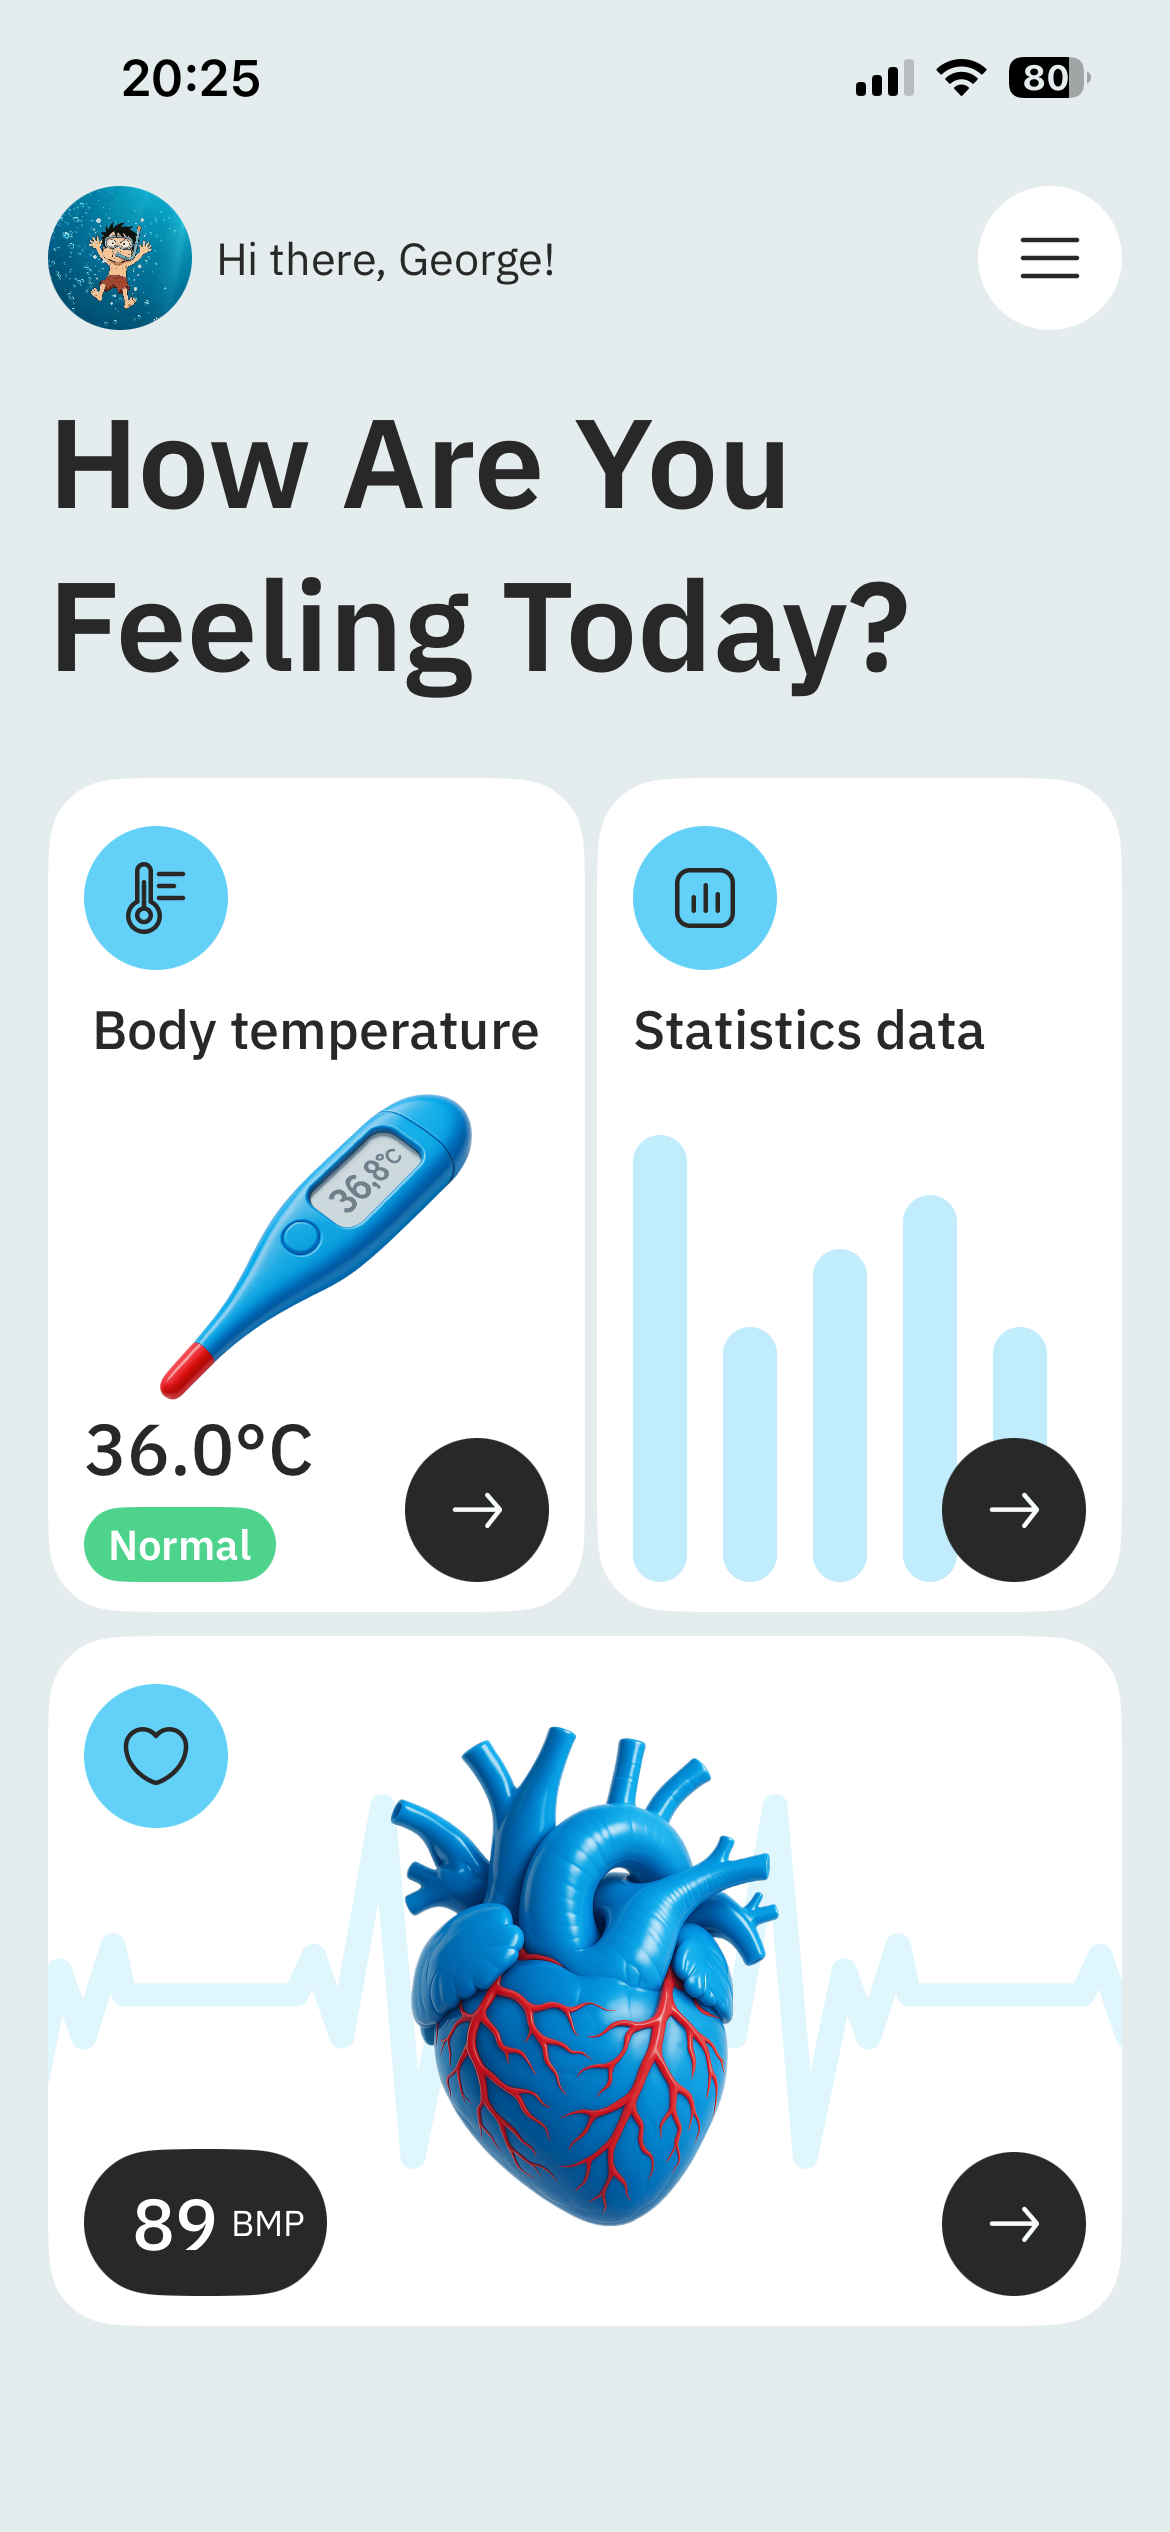 20:25
80
Hi there, George!
How Are You
Feeling Today?
Body temperature
36,8°C
36.0°C
Normal
Statistics data
89 BMP